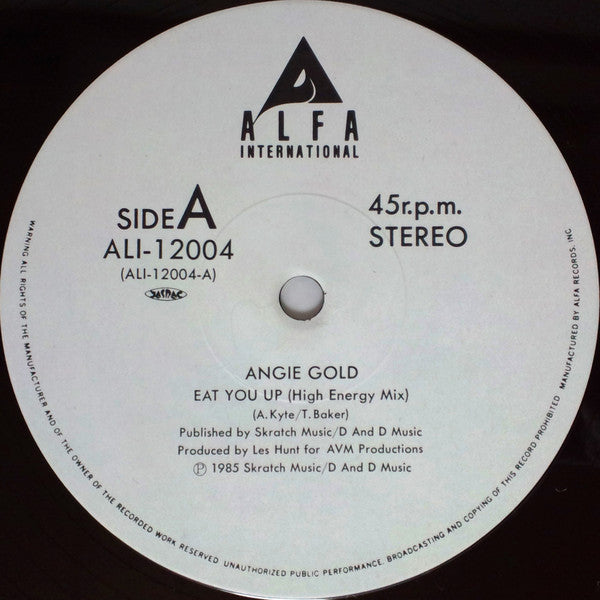 ALFA
INTERNATIONAL
SIDE A
ALI-12004
(ALI-12004-A)
JASRAC
45r.p.m.
STEREO
ANGIE GOLD
EAT YOU UP (High Energy Mix)
(A.Kyte/T.Baker)
Published by Skratch Music/D And D Music
Produced by Les Hunt for AVM Productions
Ⓟ 1985 Skratch Music/D And D Music
WARNING ALL RIGHTS OF THE MANUFACTURER AND OF THE OWNER OF THE RECORDED WORK RESERVED UNAUTHORIZED PUBLIC PERFORMANCE. BROADCASTING AND COPYING OF THIS RECORD PROHIBITED MANUFACTURED BY ALFA RECORDS, INC